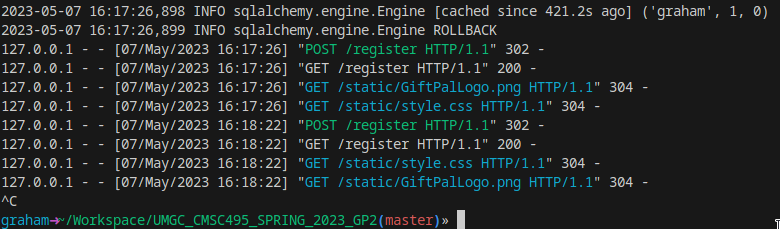 2023-05-07 16:17:26,898 INFO sqlalchemy.engine.Engine [cached since 421.2s ago] ('graham', 1, 0)
2023-05-07 16:17:26,899 INFO sqlalchemy.engine.Engine ROLLBACK
127.0.0.1 - - [07/May/2023 16:17:26] "POST /register HTTP/1.1" 302 -
127.0.0.1 - - [07/May/2023 16:17:26] "GET /register HTTP/1.1" 200 -
127.0.0.1 - - [07/May/2023 16:17:26] "GET /static/GiftPalLogo.png HTTP/1.1" 304 -
127.0.0.1 - - [07/May/2023 16:17:26] "GET /static/style.css HTTP/1.1" 304 -
127.0.0.1 - - [07/May/2023 16:18:22] "POST /register HTTP/1.1" 302 -
127.0.0.1 - - [07/May/2023 16:18:22] "GET /register HTTP/1.1" 200 -
127.0.0.1 - - [07/May/2023 16:18:22] "GET /static/style.css HTTP/1.1" 304 -
127.0.0.1 - - [07/May/2023 16:18:22] "GET /static/GiftPalLogo.png HTTP/1.1" 304 -
^C
graham➜~/Workspace/UMGC_CMSC495_SPRING_2023_GP2(master)»